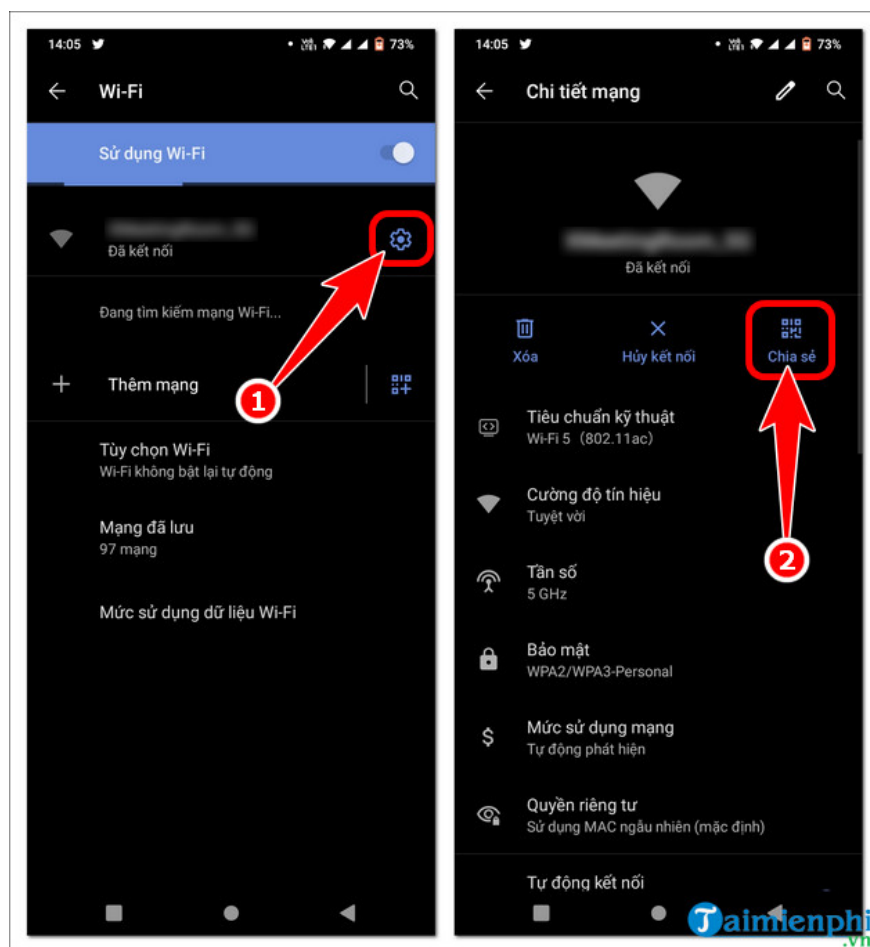 14:05
73%
Wi-Fi
Sử dụng Wi-Fi
Đã kết nối
Đang tìm kiếm mạng Wi-Fi...
Thêm mạng
1
Tùy chọn Wi-Fi
Wi-Fi không bật lại tự động
Mạng đã lưu
97 mạng
Mức sử dụng dữ liệu Wi-Fi
14:05
73%
Chi tiết mạng
Đã kết nối
Xóa
Hủy kết nối
Chia sẻ
Tiêu chuẩn kỹ thuật
Wi-Fi 5 (802.11ac)
Cường độ tín hiệu
Tuyệt vời
2
Tần số
5 GHz
Bảo mật
WPA2/WPA3-Personal
Mức sử dụng mạng
Tự động phát hiện
Quyền riêng tư
Sử dụng MAC ngẫu nhiên (mặc định)
Tự động kết nối
Taimienphi
.vn